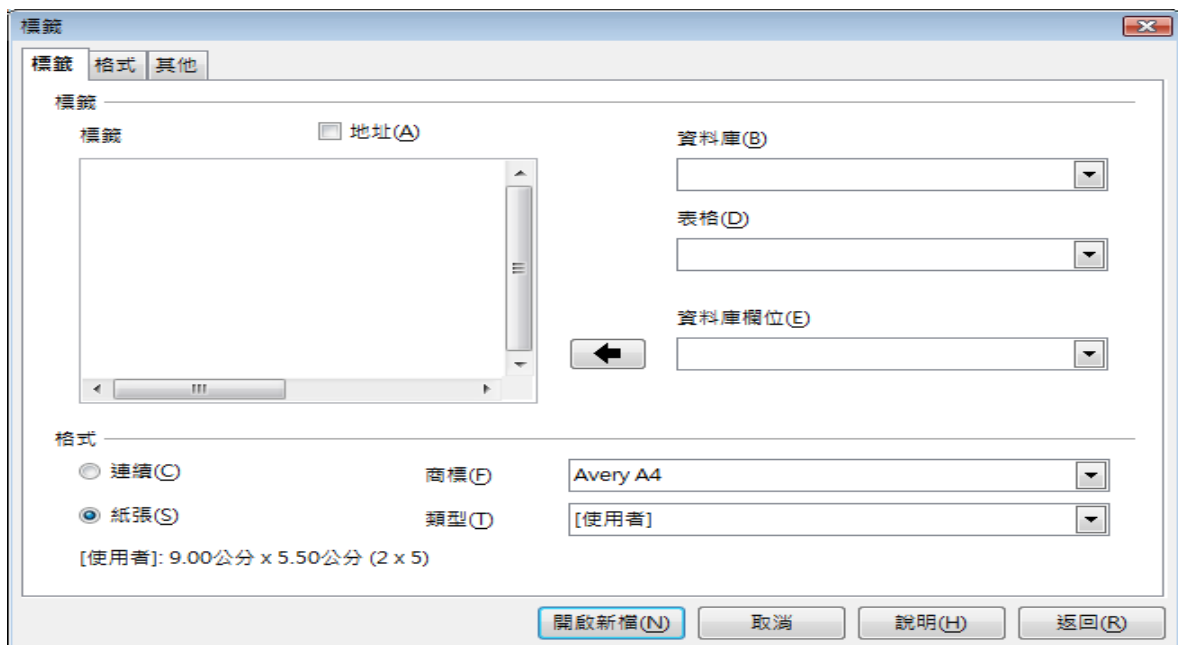 標籤
標籤 格式 其他
標籤
標籤
地址(A)
資料庫(B)
表格(D)
資料庫欄位(E)
格式
連續(C)
商標(F)
Avery A4
紙張(S)
類型(T)
[使用者]
[使用者]: 9.00公分 x 5.50公分 (2 x 5)
開啟新檔(N) 取消 說明(H) 返回(R)